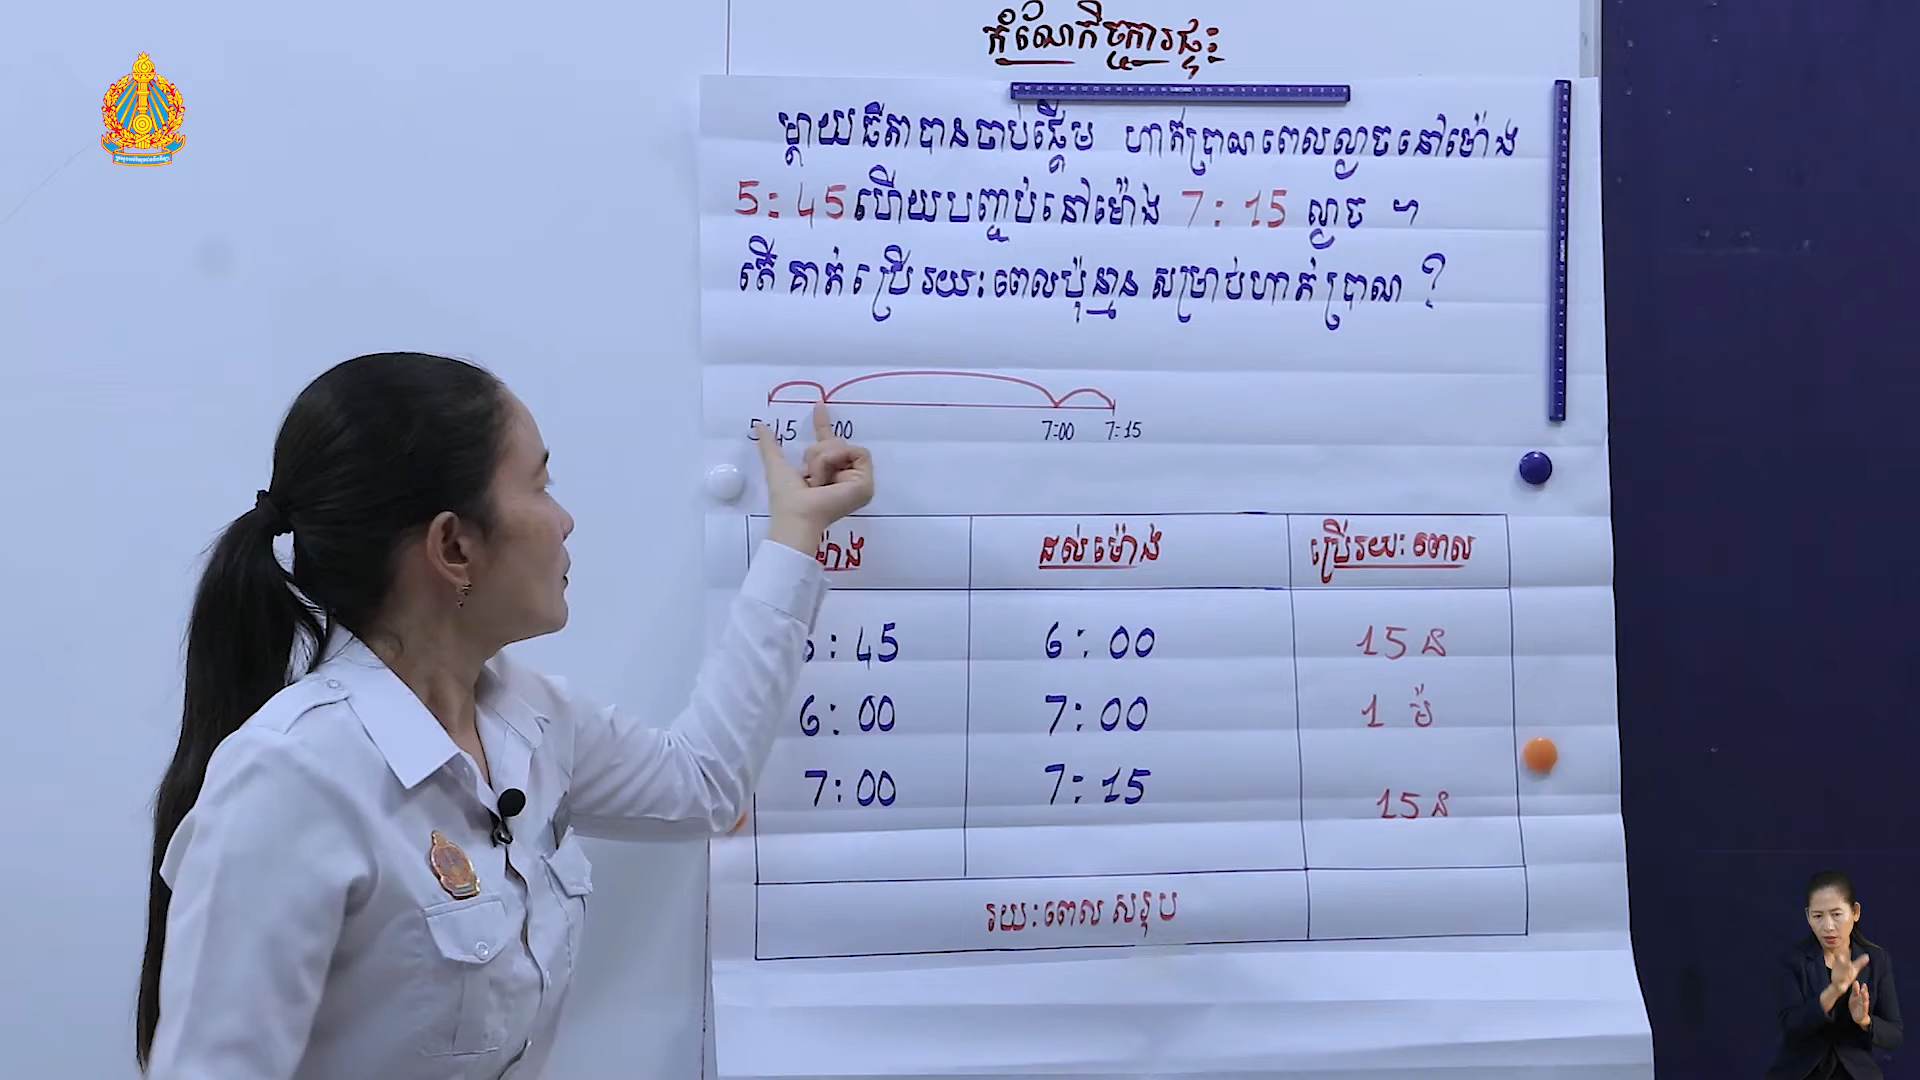 កំណែកិច្ចការផ្ទះ
ម្តាយធីតាបានចាប់ផ្តើម ហាត់ប្រាណពេលល្ងាចនៅម៉ោង
5:45 ហើយបញ្ចប់នៅម៉ោង 7:15 ល្ងាច ។
តើគាត់ប្រើរយៈពេលប៉ុន្មាន សម្រាប់ហាត់ប្រាណ ?
5:45 :00 7:00 7:15
ម៉ោង ដល់ម៉ោង ប្រើរយៈពេល
5:45 6:00 15 ន
6:00 7:00 1 ម៉
7:00 7:15 15 ន
រយៈពេលសរុប